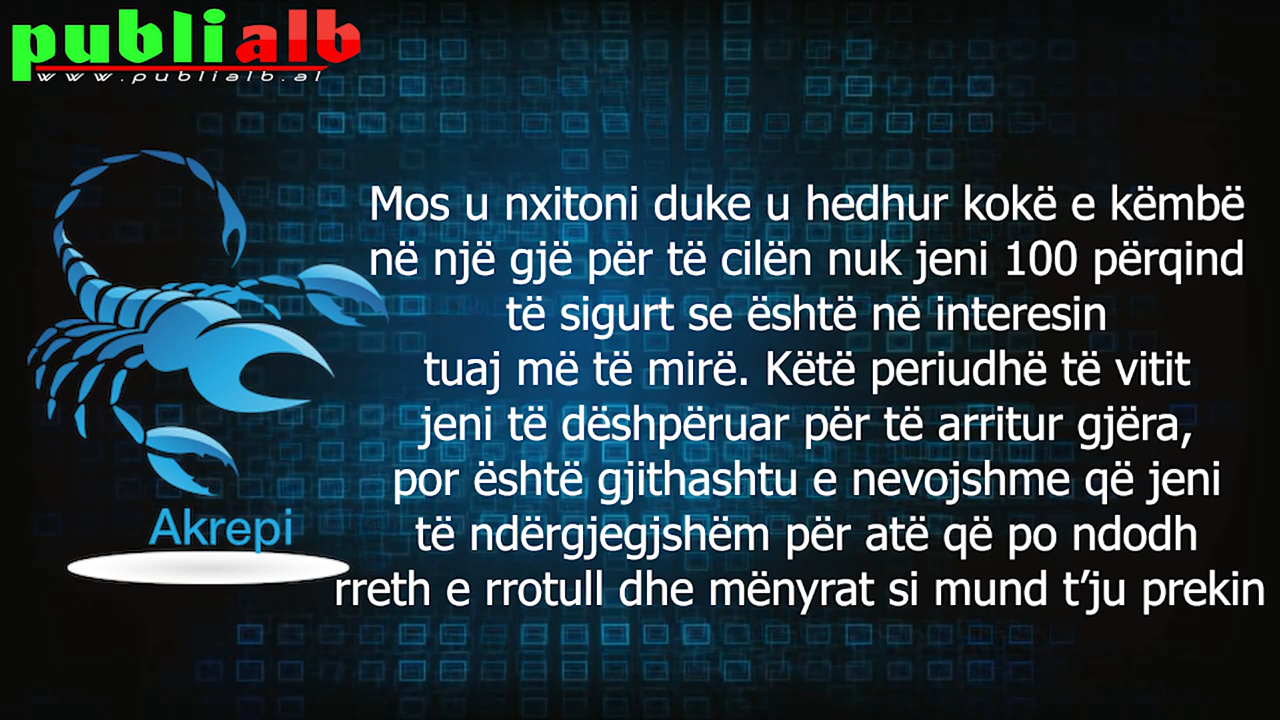 publialb
www.publialb.al
Mos u nxitoni duke u hedhur kokë e këmbë
në një gjë për të cilën nuk jeni 100 përqind
të sigurt se është në interesin
tuaj më të mirë. Këtë periudhë të vitit
jeni të dëshpëruar për të arritur gjëra,
por është gjithashtu e nevojshme që jeni
të ndërgjegjshëm për atë që po ndodh
rreth e rrotull dhe mënyrat si mund t’ju prekin
Akrepi